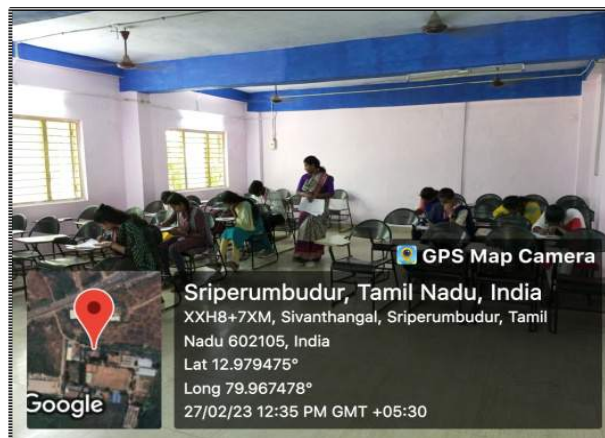 GPS Map Camera
Sriperumbudur, Tamil Nadu, India
XXH8+7XM, Sivanthangal, Sriperumbudur, Tamil
Nadu 602105, India
Lat 12.979475°
Long 79.967478°
27/02/23 12:35 PM GMT +05:30
Google